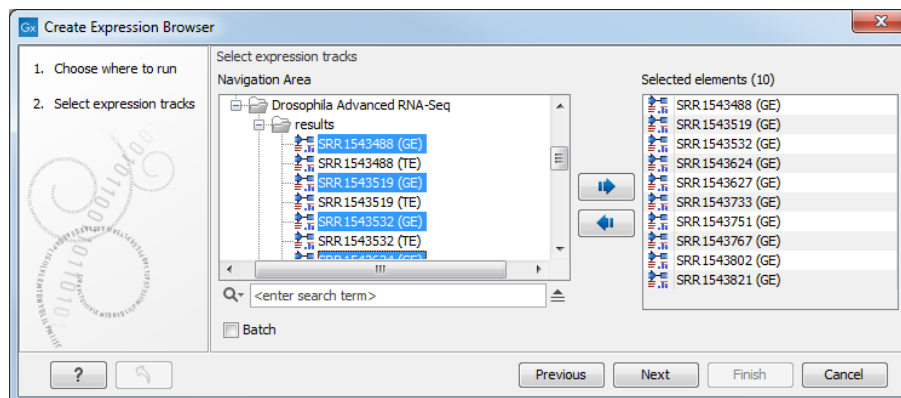 Gx Create Expression Browser
X
1. Choose where to run
2. Select expression tracks
Select expression tracks
Navigation Area
Drosophila Advanced RNA-Seq
results
SRR1543488 (GE)
SRR1543488 (TE)
SRR1543519 (GE)
SRR1543519 (TE)
SRR1543532 (GE)
SRR1543532 (TE)
SRR1543624 (GE)
<enter search term>
Batch
Selected elements (10)
SRR1543488 (GE)
SRR1543519 (GE)
SRR1543532 (GE)
SRR1543624 (GE)
SRR1543627 (GE)
SRR1543733 (GE)
SRR1543751 (GE)
SRR1543767 (GE)
SRR1543802 (GE)
SRR1543821 (GE)
? Previous Next Finish Cancel